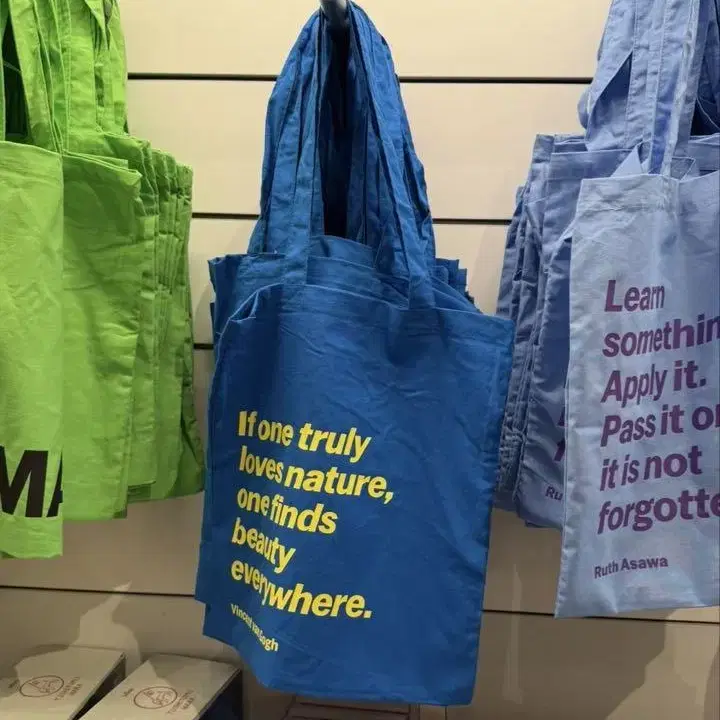 MA
If one truly
loves nature,
one finds
beauty
everywhere.
Vincent van Gogh
Learn
somethin
Apply it.
Pass it o
it is not
forgotte
Ruth Asawa
Ru